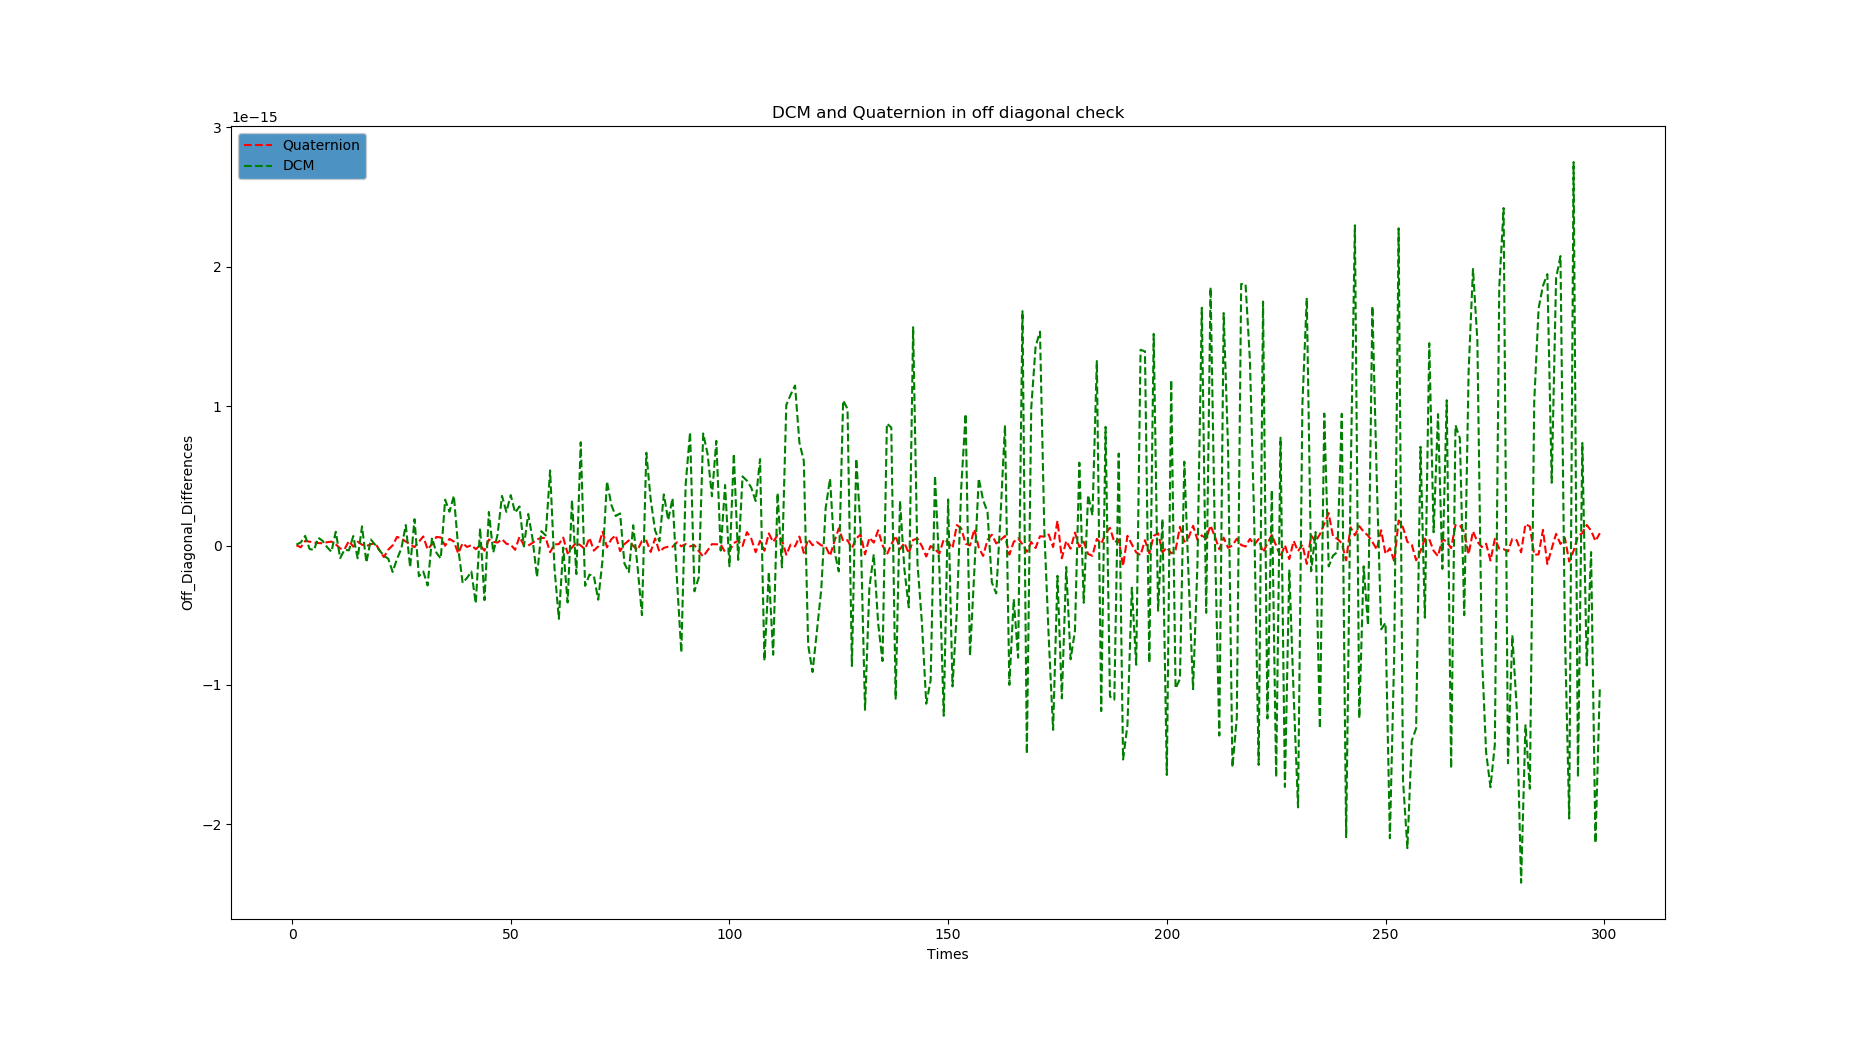 DCM and Quaternion in off diagonal check
1e−15
Quaternion
DCM
3
2
1
0
−1
−2
Off_Diagonal_Differences
0 50 100 150 200 250 300
Times